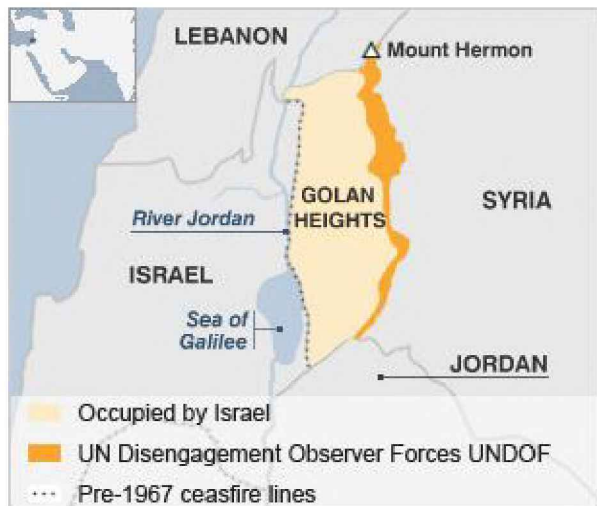 LEBANON
Mount Hermon
GOLAN
HEIGHTS
SYRIA
River Jordan
ISRAEL
Sea of
Galilee
JORDAN
Occupied by Israel
UN Disengagement Observer Forces UNDOF
Pre-1967 ceasfire lines